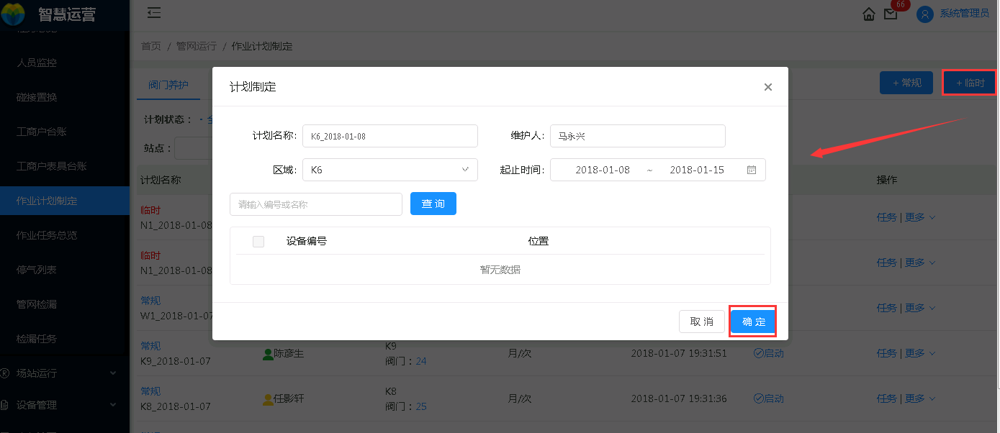 智慧运营
66
系统管理员
首页 / 管网运行 / 作业计划制定
人员监控
碰接置换
工商户台账
工商户表具台账
作业计划制定
作业任务总览
停气列表
管网检漏
检漏任务
场站运行
设备管理
阀门养护
+ 常规
+ 临时
计划状态：
站点：
计划名称
操作
计划制定
计划名称: K6_2018-01-08
维护人: 马永兴
区域: K6
起止时间: 2018-01-08 ~ 2018-01-15
请输入编号或名称
查 询
设备编号 位置
暂无数据
取 消
确 定
临时
N1_2018-01-08
任务 | 更多
临时
N1_2018-01-08
任务 | 更多
常规
W1_2018-01-07
任务 | 更多
常规
K9_2018-01-07
陈彦生
K9
阀门：24
月/次
2018-01-07 19:31:51
启动
任务 | 更多
常规
K8_2018-01-07
任影轩
K8
阀门：25
月/次
2018-01-07 19:31:36
启动
任务 | 更多